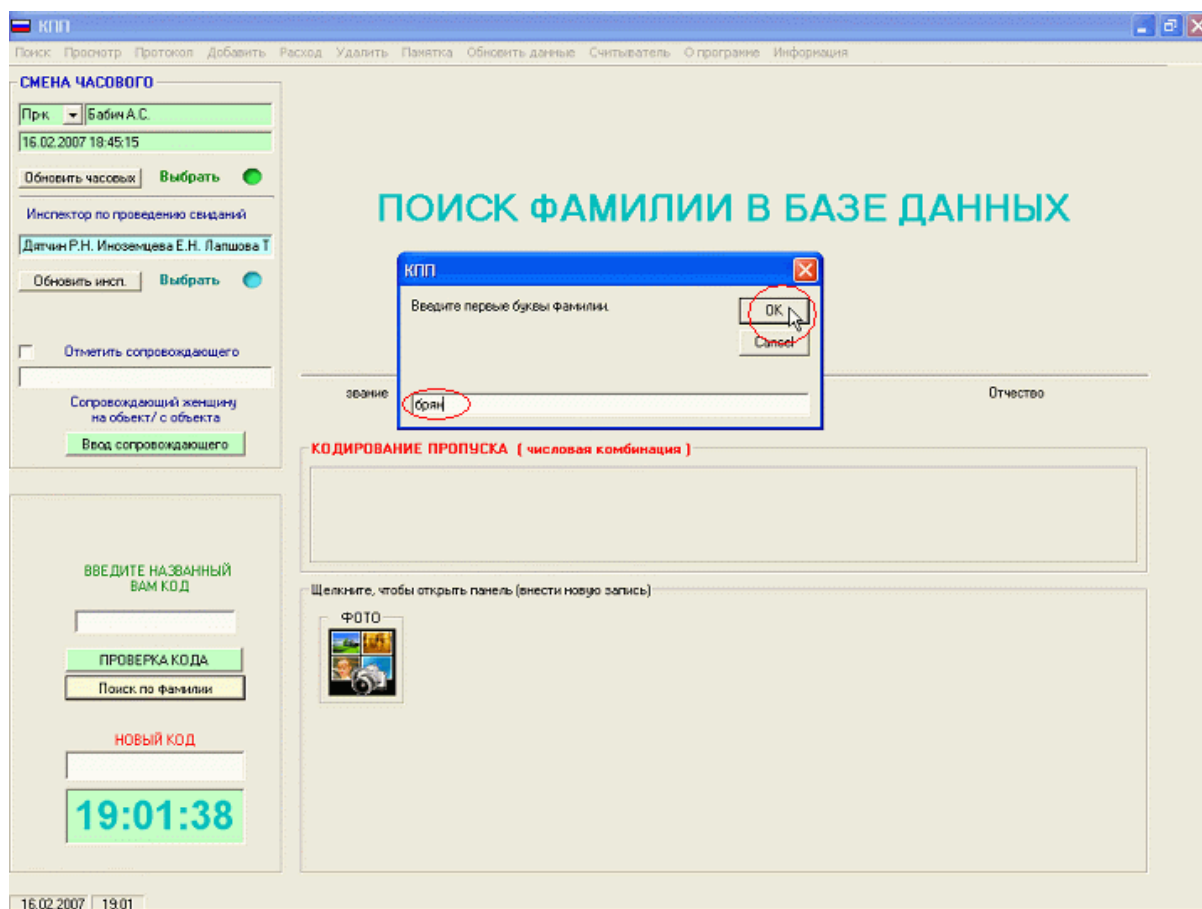 КПП
Поиск Просмотр Протокол Добавить Расход Удалить Памятка Обновить данные Считыватель О программе Информация
СМЕНА ЧАСОВОГО
Пр-к Бабич А.С.
16.02.2007 18:45:15
Обновить часовых Выбрать
Инспектор по проведению свиданий
Дятчин Р.Н. Иноземцева Е.Н. Лапшова Т
Обновить инсп. Выбрать
Отметить сопровождающего
Сопровождающий женщину
на объект/ с объекта
Ввод сопровождающего
ВВЕДИТЕ НАЗВАННЫЙ
ВАМ КОД
ПРОВЕРКА КОДА
Поиск по фамилии
НОВЫЙ КОД
19:01:38
ПОИСК ФАМИЛИИ В БАЗЕ ДАННЫХ
КПП
Введите первые буквы фамилии.
OK
Cancel
брян
звание Отчество
КОДИРОВАНИЕ ПРОПУСКА ( числовая комбинация )
Щелкните, чтобы открыть панель (внести новую запись)
ФОТО
16.02.2007 19:01